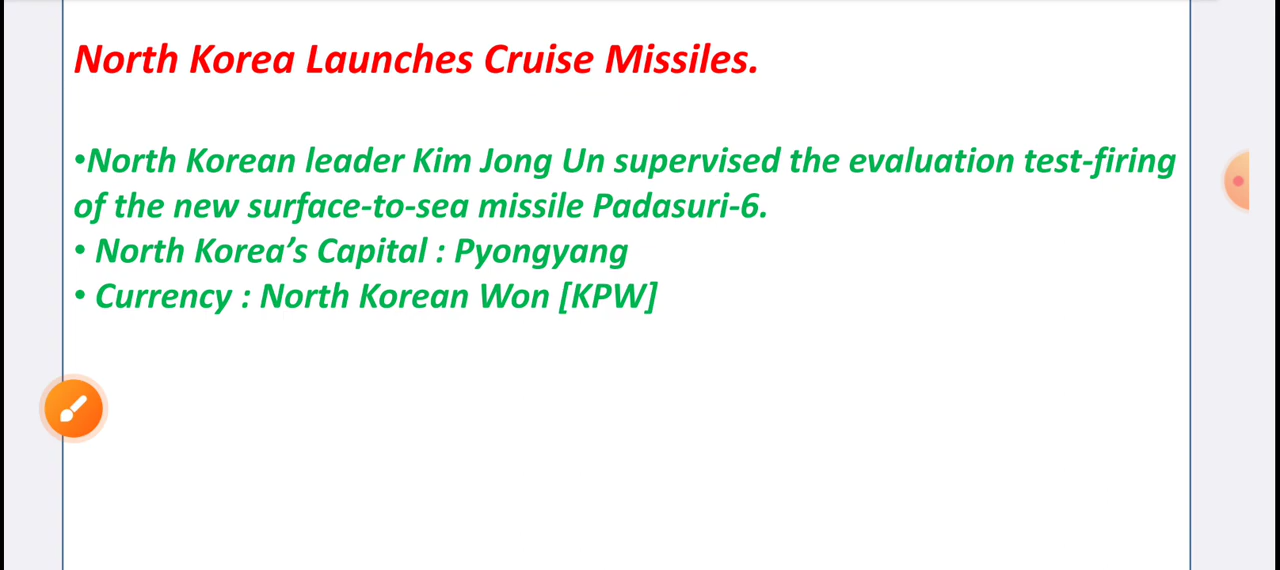 North Korea Launches Cruise Missiles.
•North Korean leader Kim Jong Un supervised the evaluation test-firing
of the new surface-to-sea missile Padasuri-6.
• North Korea’s Capital : Pyongyang
• Currency : North Korean Won [KPW]